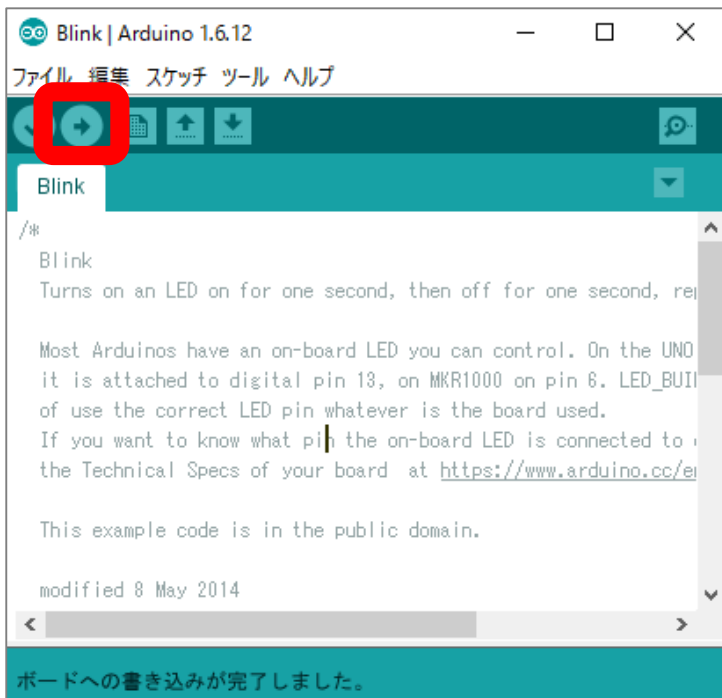 Blink | Arduino 1.6.12
ファイル 編集 スケッチ ツール ヘルプ
Blink
/*
Blink
Turns on an LED on for one second, then off for one second,
Most Arduinos have an on-board LED you can control. On the UNO
it is attached to digital pin 13, on MKR1000 on pin 6.
of use the correct LED pin whatever is the board used.
If you want to know what pin the on-board LED is connected to
the Technical Specs of your board at https://www.arduino.cc/
This example code is in the public domain.
modified 8 May 2014
ボードへの書き込みが完了しました。